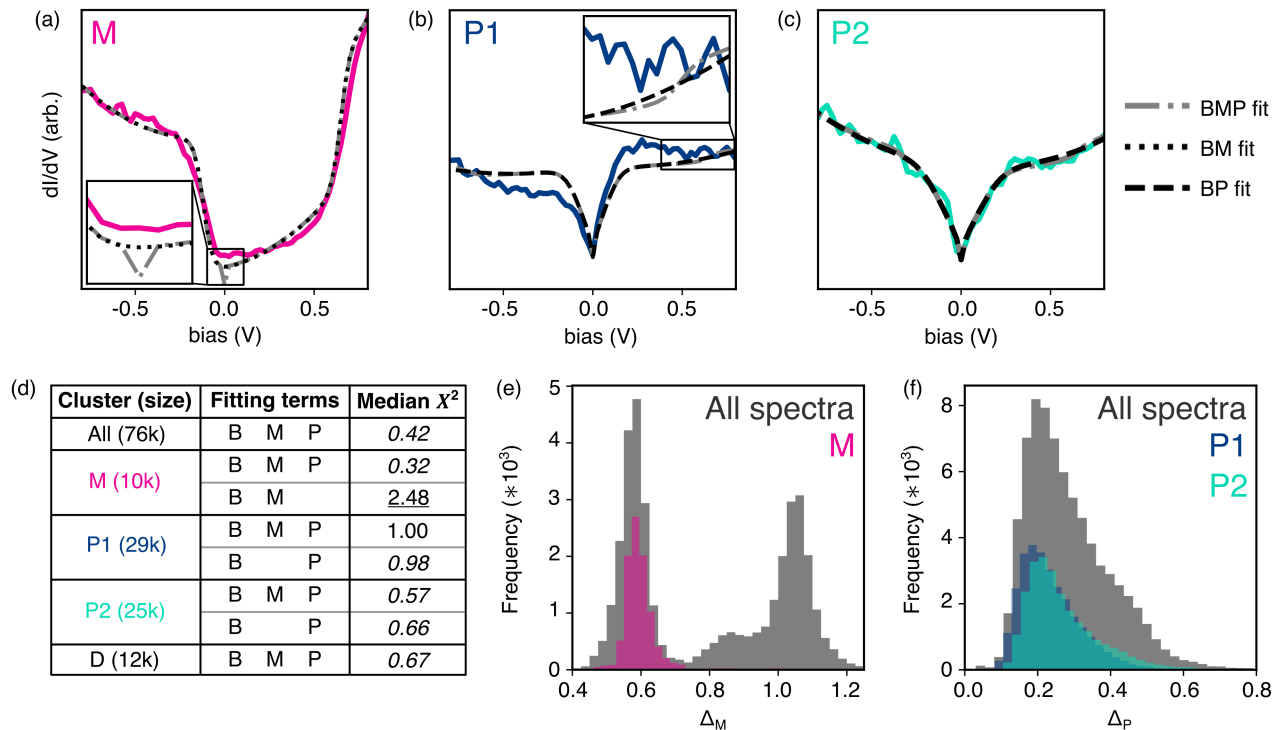 (a)
M
dI/dV (arb.)
-0.5
0.0
0.5
bias (V)
(b)
P1
-0.5
0.0
0.5
bias (V)
(c)
P2
-0.5
0.0
0.5
bias (V)
BMP fit
BM fit
BP fit
(d)
Cluster (size) Fitting terms Median X²
All (76k) B M P 0.42
M (10k) B M P 0.32
B M 2.48
P1 (29k) B M P 1.00
B P 0.98
P2 (25k) B M P 0.57
B P 0.66
D (12k) B M P 0.67
(e)
All spectra
M
Frequency (*10³)
5
4
3
2
1
0
0.4 0.6 0.8 1.0 1.2
Δ_M
(f)
All spectra
P1
P2
Frequency (*10³)
8
6
4
2
0
0.0 0.2 0.4 0.6 0.8
Δ_P